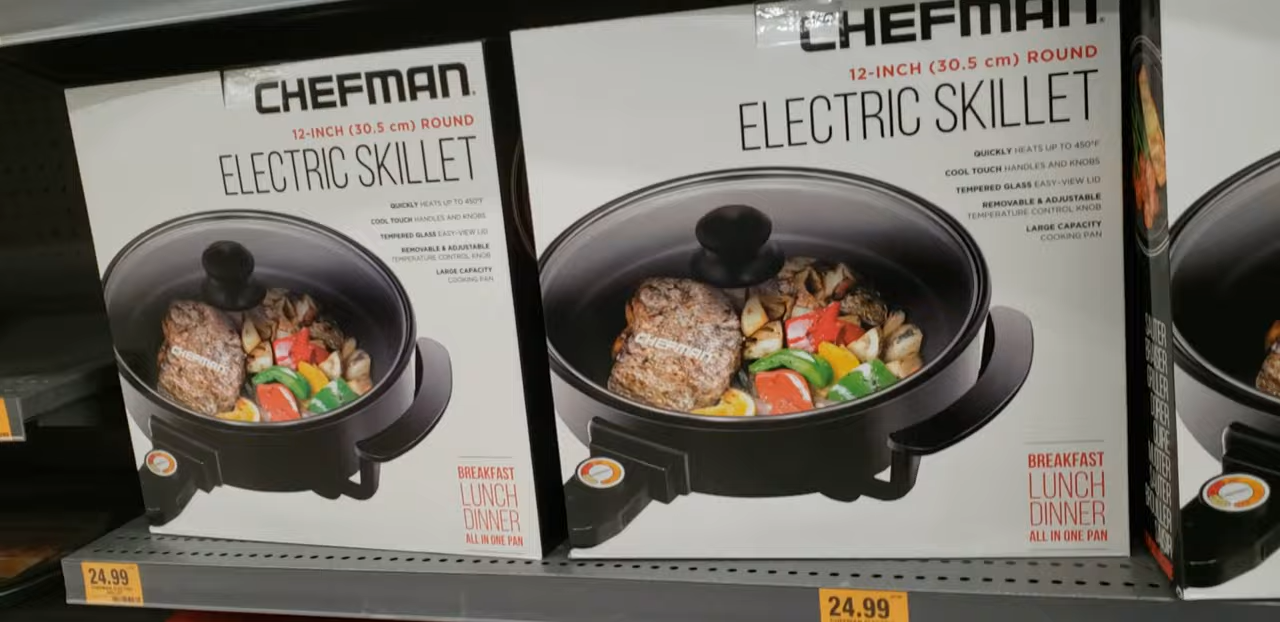 CHEFMAN
12-INCH (30.5 cm) ROUND
ELECTRIC SKILLET
QUICKLY HEATS UP TO 450°F
COOL TOUCH HANDLES AND KNOBS
TEMPERED GLASS EASY-VIEW LID
REMOVABLE & ADJUSTABLE
TEMPERATURE CONTROL KNOB
LARGE CAPACITY
COOKING PAN
CHEFMAN
BREAKFAST
LUNCH
DINNER
ALL IN ONE PAN
24.99
CHEFMAN
12-INCH (30.5 cm) ROUND
ELECTRIC SKILLET
QUICKLY HEATS UP TO 450°F
COOL TOUCH HANDLES AND KNOBS
TEMPERED GLASS EASY-VIEW LID
REMOVABLE & ADJUSTABLE
TEMPERATURE CONTROL KNOB
LARGE CAPACITY
COOKING PAN
CHEFMAN
BREAKFAST
LUNCH
DINNER
ALL IN ONE PAN
24.99